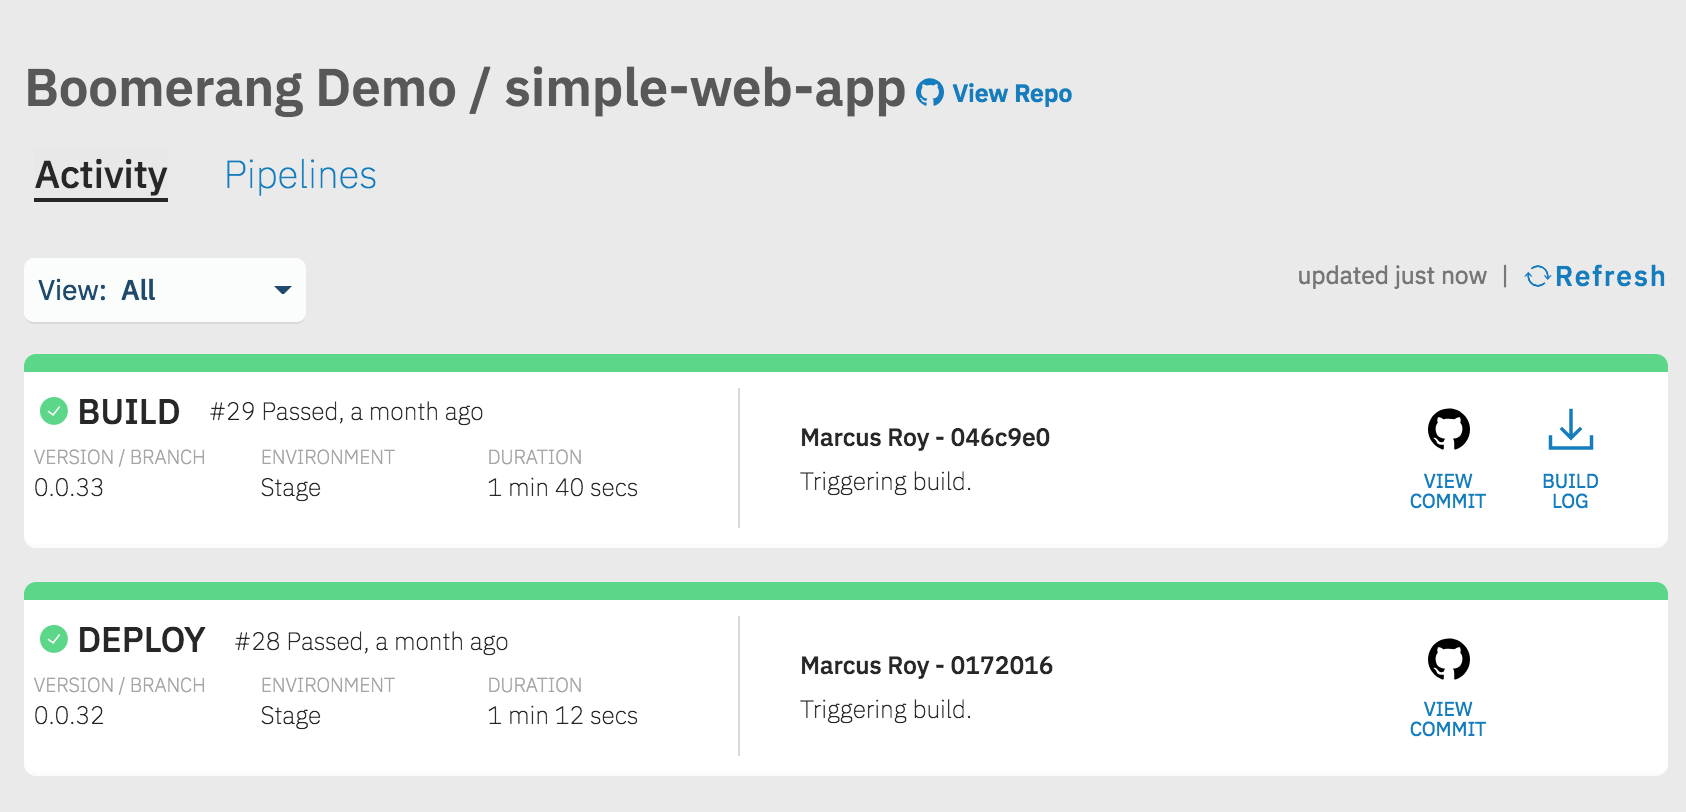 Boomerang Demo / simple-web-app View Repo
Activity Pipelines
View: All
updated just now | Refresh
BUILD #29 Passed, a month ago
VERSION / BRANCH ENVIRONMENT DURATION
0.0.33 Stage 1 min 40 secs
Marcus Roy - 046c9e0
Triggering build.
VIEW
COMMIT
BUILD
LOG
DEPLOY #28 Passed, a month ago
VERSION / BRANCH ENVIRONMENT DURATION
0.0.32 Stage 1 min 12 secs
Marcus Roy - 0172016
Triggering build.
VIEW
COMMIT